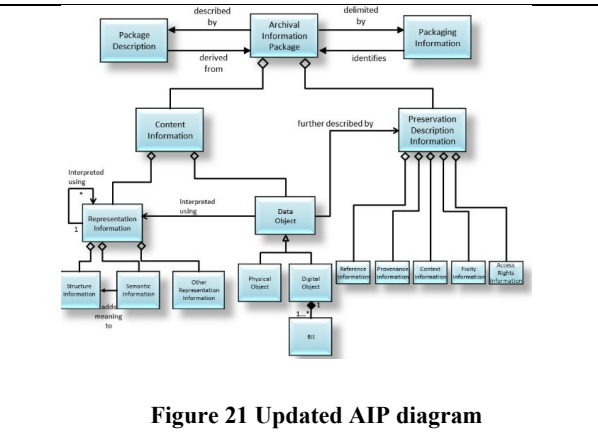 described
by
delimited
by
Package
Description
Archival
Information
Package
Packaging
Information
derived
from
identifies
Content
Information
further described by
Preservation
Description
Information
Interpreted
using
*
1
Representation
Information
Interpreted
using
Data
Object
Structure
Information
Semantic
Information
Other
Representation
Information
adds
meaning
to
Physical
Object
Digital
Object
1
1...*
Bit
Reference
Information
Provenance
Information
Context
Information
Fixity
Information
Access
Rights
Information
Figure 21 Updated AIP diagram